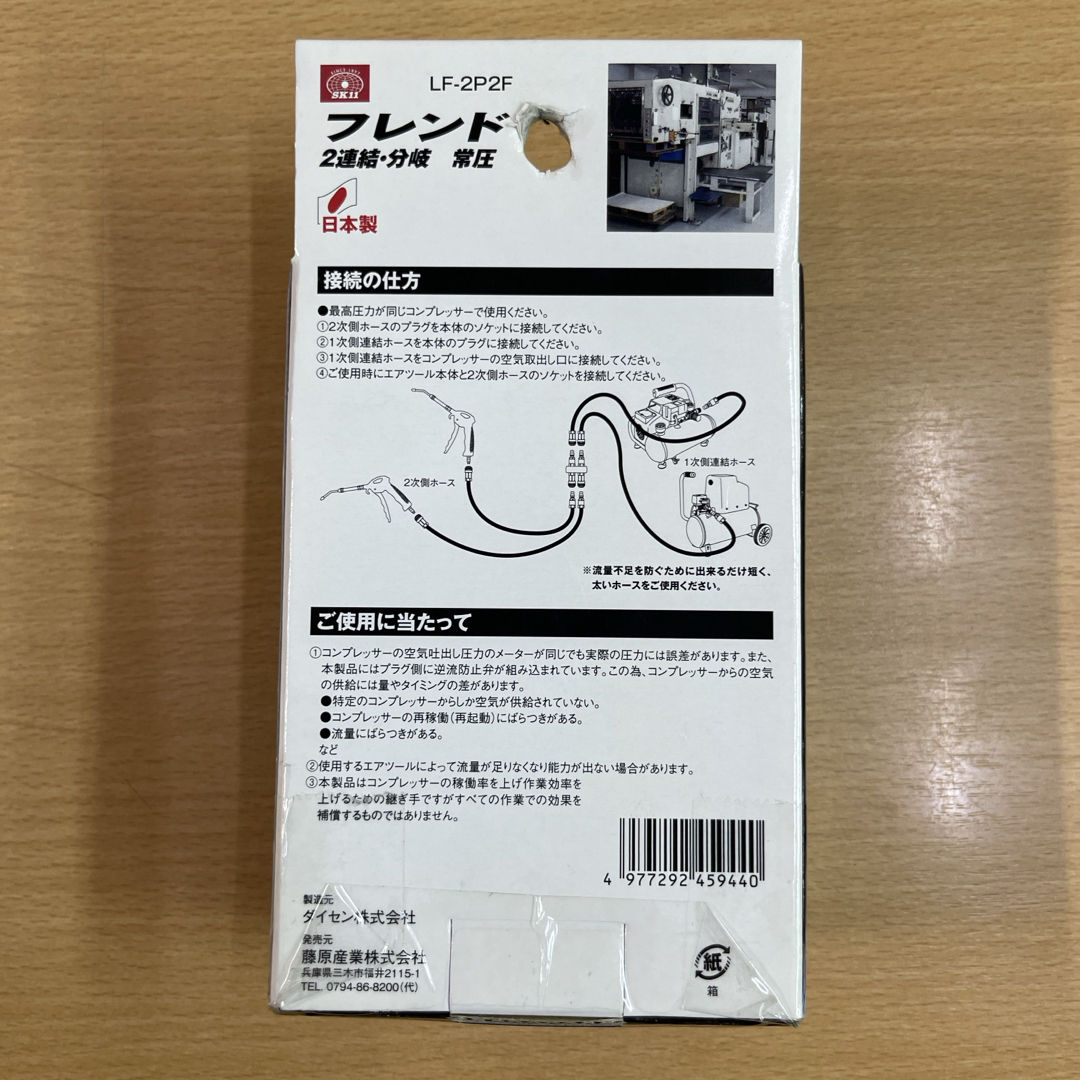 SINCE 1897
SK11
LF-2P2F
フレンド
2連結・分岐 常圧
日本製
接続の仕方
●最高圧力が同じコンプレッサーで使用ください。
①2次側ホースのプラグを本体のソケットに接続してください。
②1次側連結ホースを本体のプラグに接続してください。
③1次側連結ホースをコンプレッサーの空気取出し口に接続してください。
④ご使用時にエアツール本体と2次側ホースのソケットを接続してください。
1次側連結ホース
2次側ホース
※流量不足を防ぐために出来るだけ短く、
太いホースをご使用ください。
ご使用に当たって
①コンプレッサーの空気吐出し圧力のメーターが同じでも実際の圧力には誤差があります。また、
本製品にはプラグ側に逆流防止弁が組み込まれています。この為、コンプレッサーからの空気
の供給には量やタイミングの差があります。
●特定のコンプレッサーからしか空気が供給されていない。
●コンプレッサーの再稼働(再起動)にばらつきがある。
●流量にばらつきがある。
など
②使用するエアツールによって流量が足りなくなり能力が出ない場合があります。
③本製品はコンプレッサーの稼働率を上げ作業効率を
上げるための継ぎ手ですがすべての作業での効果を
補償するものではありません。
4 977292 459440
製造元
ダイセン株式会社
発売元
藤原産業株式会社
兵庫県三木市福井2115-1
TEL. 0794-86-8200(代)
紙
箱